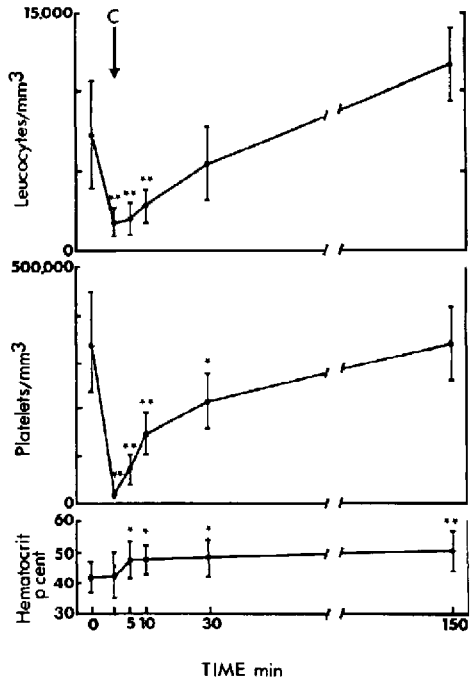 C
15,000
Leucocytes/mm3
** ** **
0
500,000
Platelets/mm3
*
**
**
**
0
Hematocrit
p cent
60
50
40
30
* * * **
0 5 10 30 150
TIME min